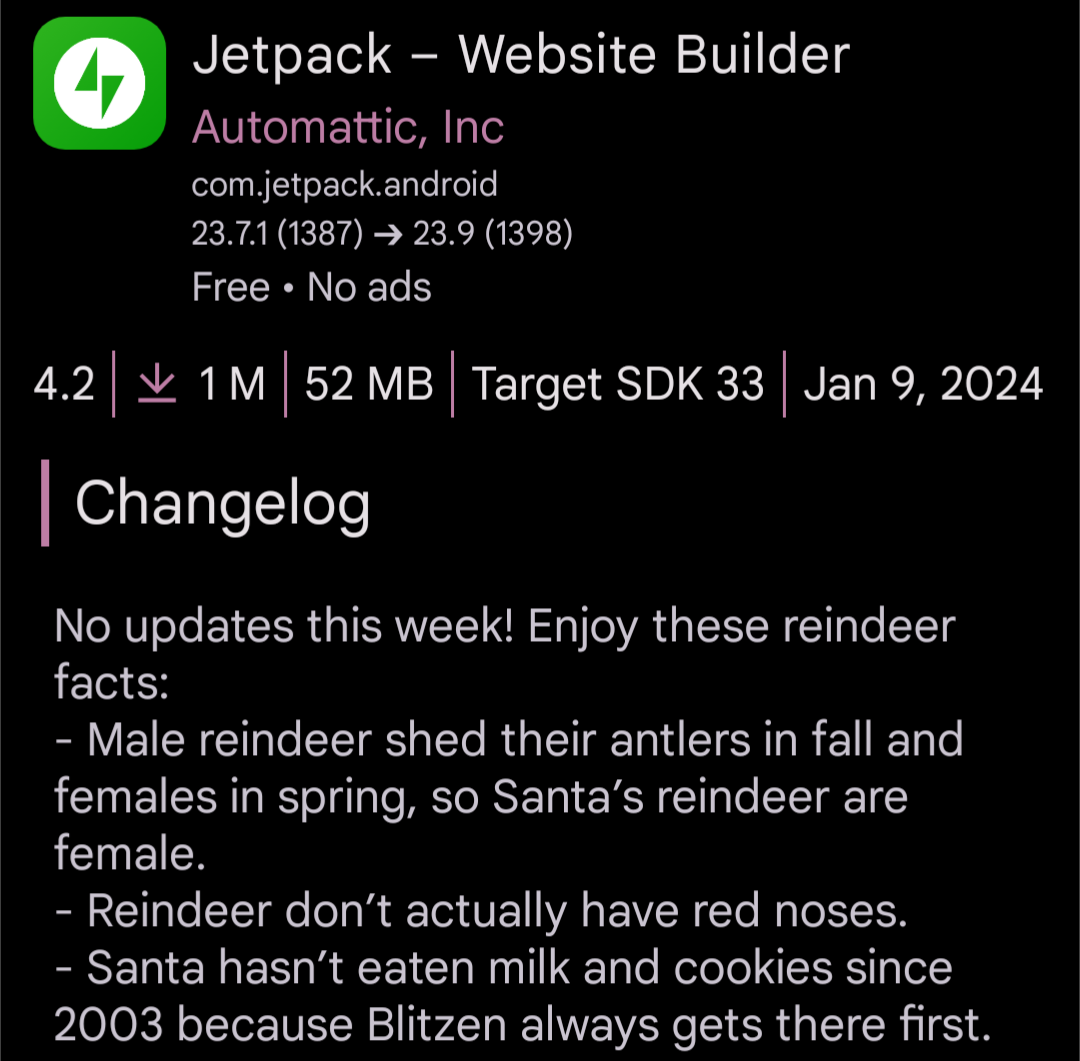 Jetpack – Website Builder
Automattic, Inc
com.jetpack.android
23.7.1 (1387) → 23.9 (1398)
Free • No ads
4.2 | 1 M | 52 MB | Target SDK 33 | Jan 9, 2024
Changelog
No updates this week! Enjoy these reindeer
facts:
- Male reindeer shed their antlers in fall and
females in spring, so Santa’s reindeer are
female.
- Reindeer don’t actually have red noses.
- Santa hasn’t eaten milk and cookies since
2003 because Blitzen always gets there first.